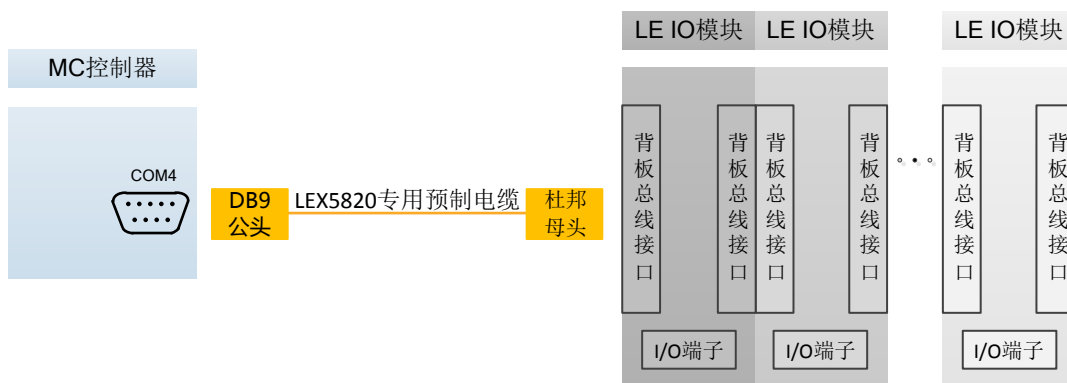 LE IO模块
LE IO模块
LE IO模块
MC控制器
COM4
DB9
公头
LEX5820专用预制电缆
杜邦
母头
背板总线接口
背板总线接口
背板总线接口
背板总线接口
背板总线接口
背板总线接口
I/O端子
I/O端子
I/O端子